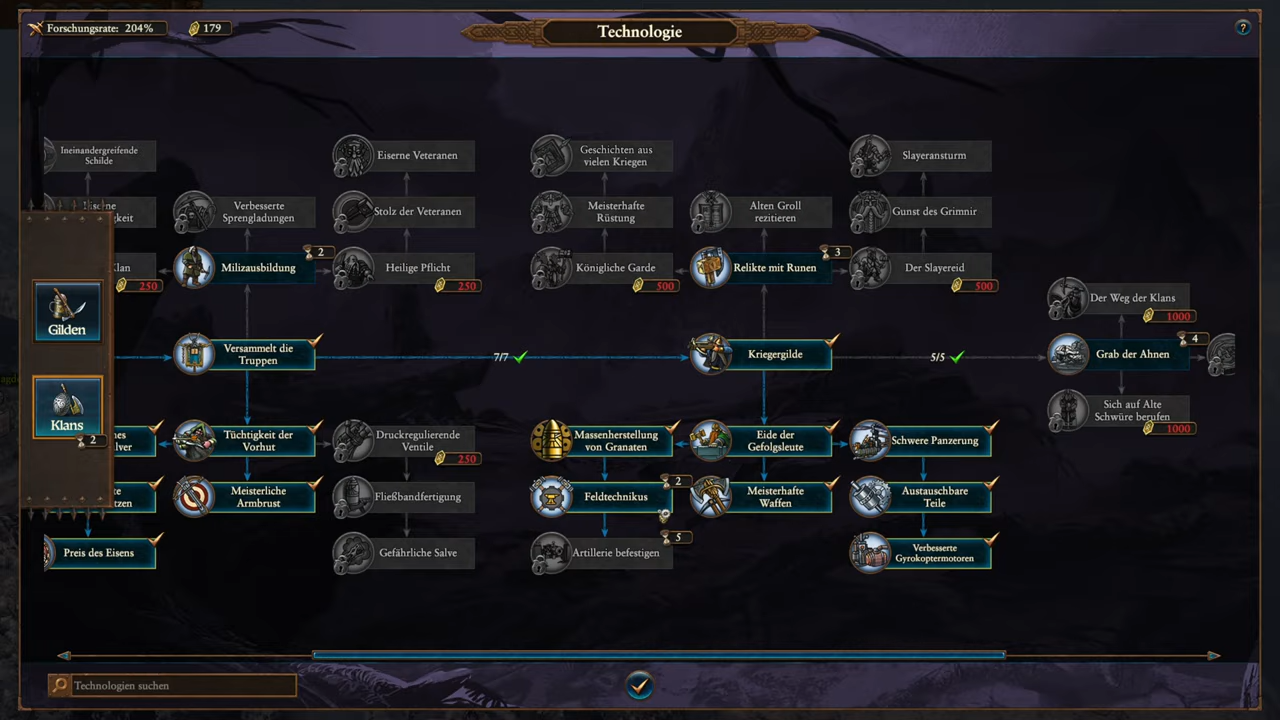 Forschungsrate: 204%
179
Technologie
?
Ineinandergreifende
Schilde
Eiserne Veteranen
Geschichten aus
vielen Kriegen
Slayeransturm
Verbesserte
Sprengladungen
Stolz der Veteranen
Meisterhafte
Rüstung
Alten Groll
rezitieren
Gunst des Grimnir
Klan
250
Milizausbildung
2
Heilige Pflicht
250
Königliche Garde
500
Relikte mit Runen
3
Der Slayereid
500
Der Weg der Klans
1000
Gilden
Versammelt die
Truppen
7/7
Kriegergilde
5/5
Grab der Ahnen
4
Klans
2
Sich auf Alte
Schwüre berufen
1000
Tüchtigkeit der
Vorhut
Druckregulierende
Ventile
250
Massenherstellung
von Granaten
Eide der
Gefolgsleute
Schwere Panzerung
Meisterliche
Armbrust
Fließbandfertigung
Feldtechnikus
2
Meisterhafte
Waffen
Austauschbare
Teile
Preis des Eisens
Gefährliche Salve
Artillerie befestigen
5
Verbesserte
Gyrokoptermotoren
Technologien suchen